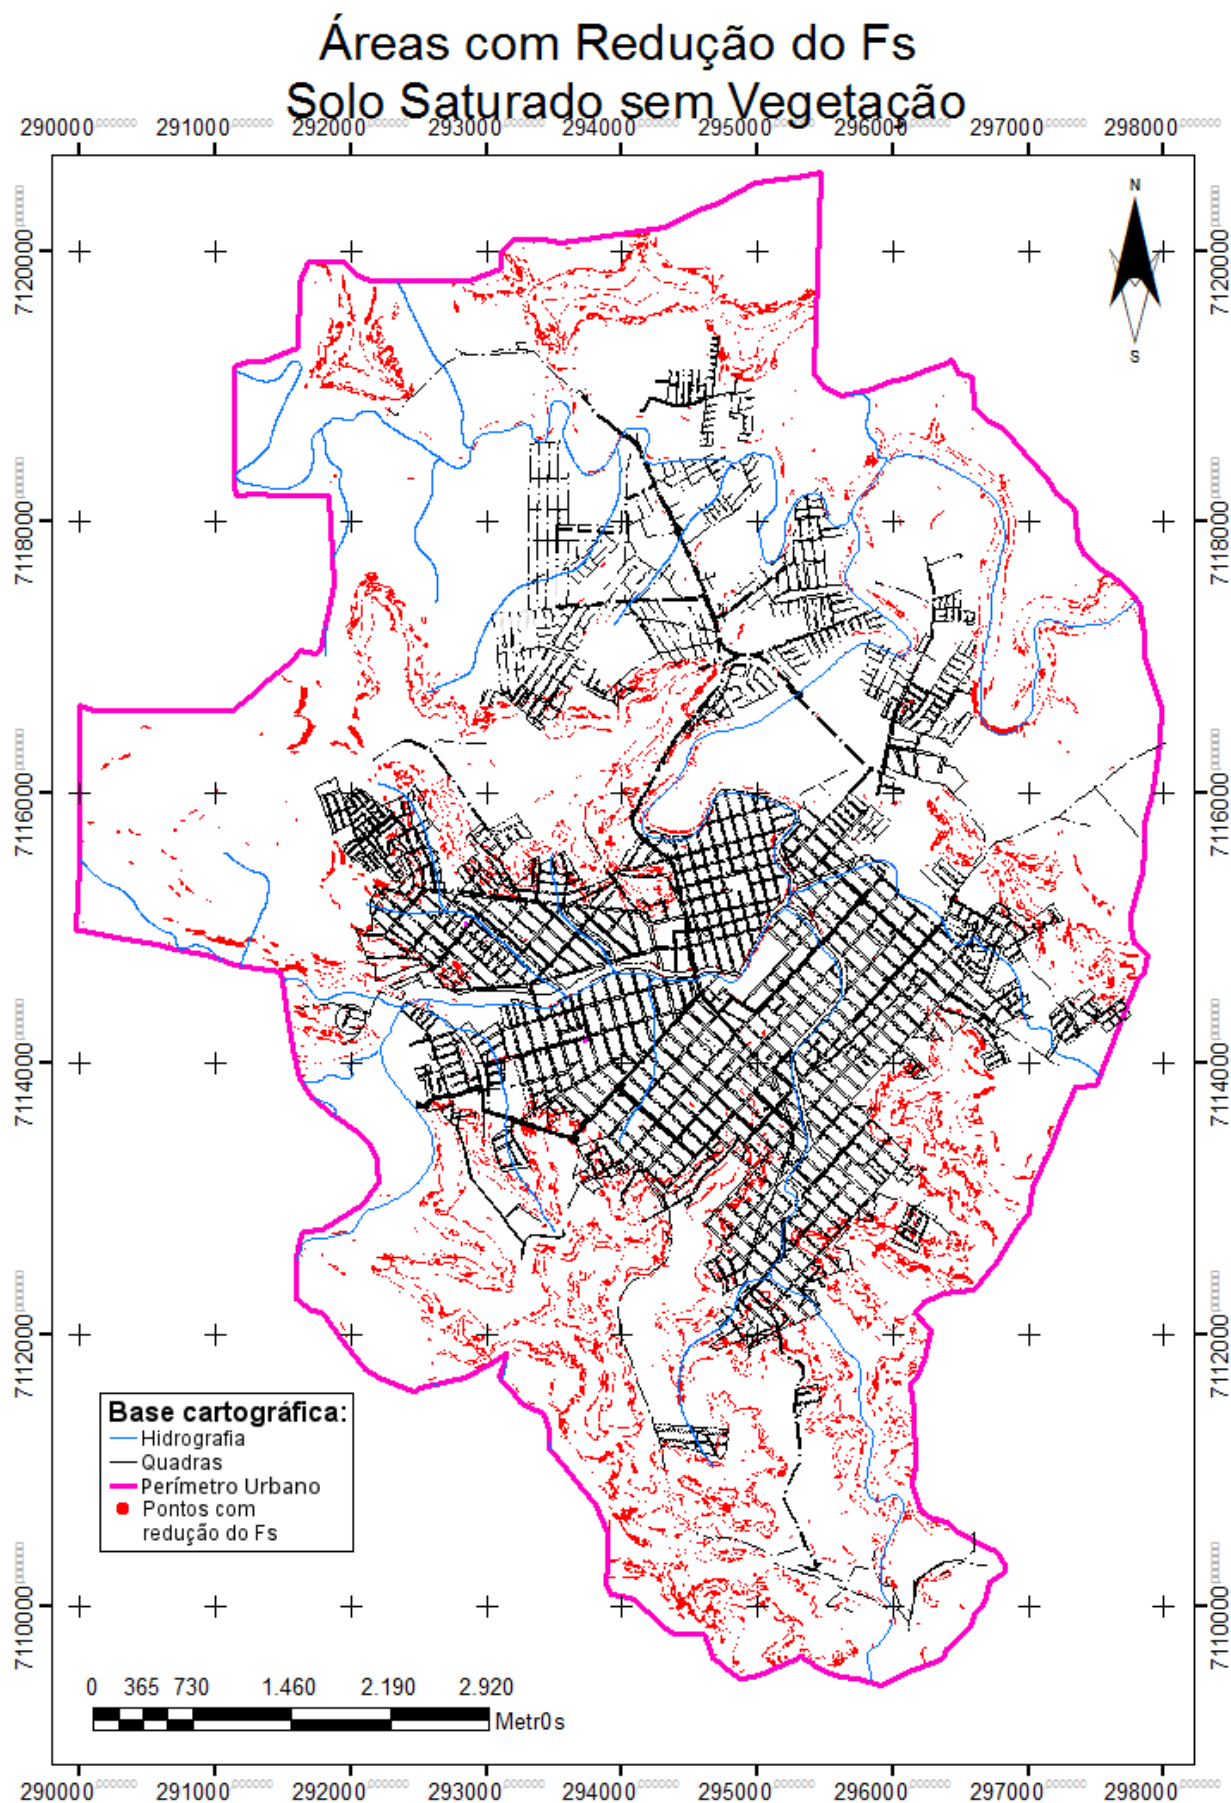 Áreas com Redução do Fs
Solo Saturado sem Vegetação
290000 291000 292000 293000 294000 295000 296000 297000 298000
N
S
7120000 7120000
7118000 7118000
7116000 7116000
7114000 7114000
7112000 7112000
7110000 7110000
Base cartográfica:
Hidrografia
Quadras
Perímetro Urbano
Pontos com
redução do Fs
0 365 730 1.460 2.190 2.920
Metr0s
290000 291000 292000 293000 294000 295000 296000 297000 298000